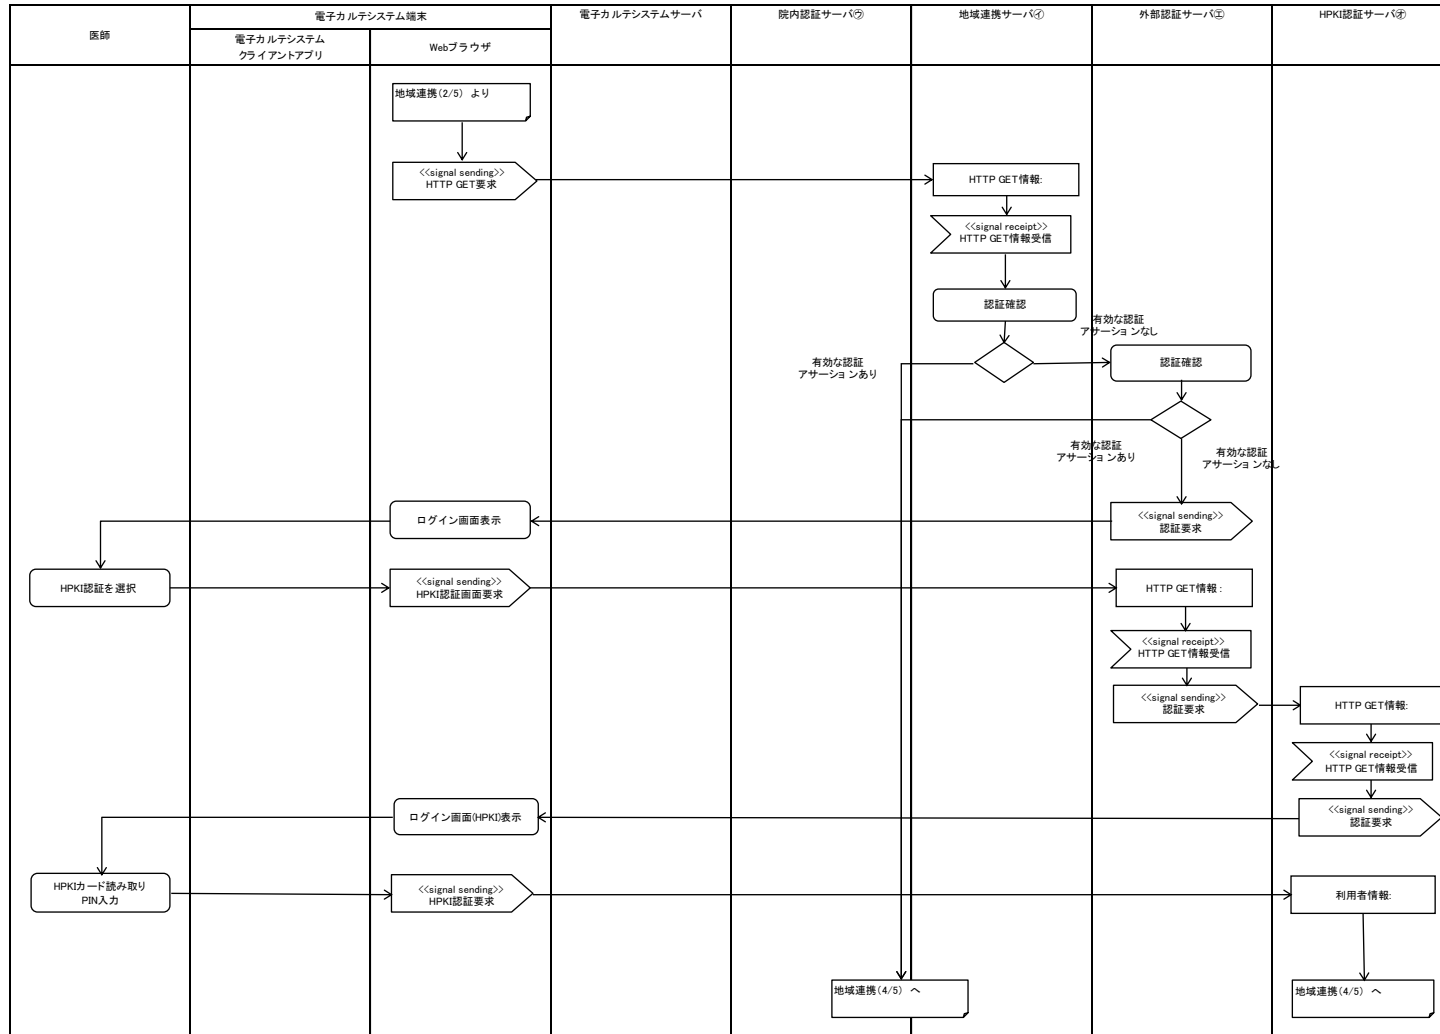 医師
電子カルテシステム端末
電子カルテシステム
クライアントアプリ
Webブラウザ
電子カルテシステムサーバ
院内認証サーバ㋒
地域連携サーバ㋑
外部認証サーバ㋓
HPKI認証サーバ㋔
地域連携(2/5) より
<<signal sending>>
HTTP GET要求
HTTP GET情報:
<<signal receipt>>
HTTP GET情報受信
認証確認
有効な認証
アサーションなし
有効な認証
アサーションあり
認証確認
有効な認証
アサーションあり
有効な認証
アサーションなし
<<signal sending>>
認証要求
ログイン画面表示
HPKI認証を選択
<<signal sending>>
HPKI認証画面要求
HTTP GET情報:
<<signal receipt>>
HTTP GET情報受信
<<signal sending>>
認証要求
HTTP GET情報:
<<signal receipt>>
HTTP GET情報受信
<<signal sending>>
認証要求
ログイン画面(HPKI)表示
HPKIカード読み取り
PIN入力
<<signal sending>>
HPKI認証要求
利用者情報:
地域連携(4/5) へ
地域連携(4/5) へ